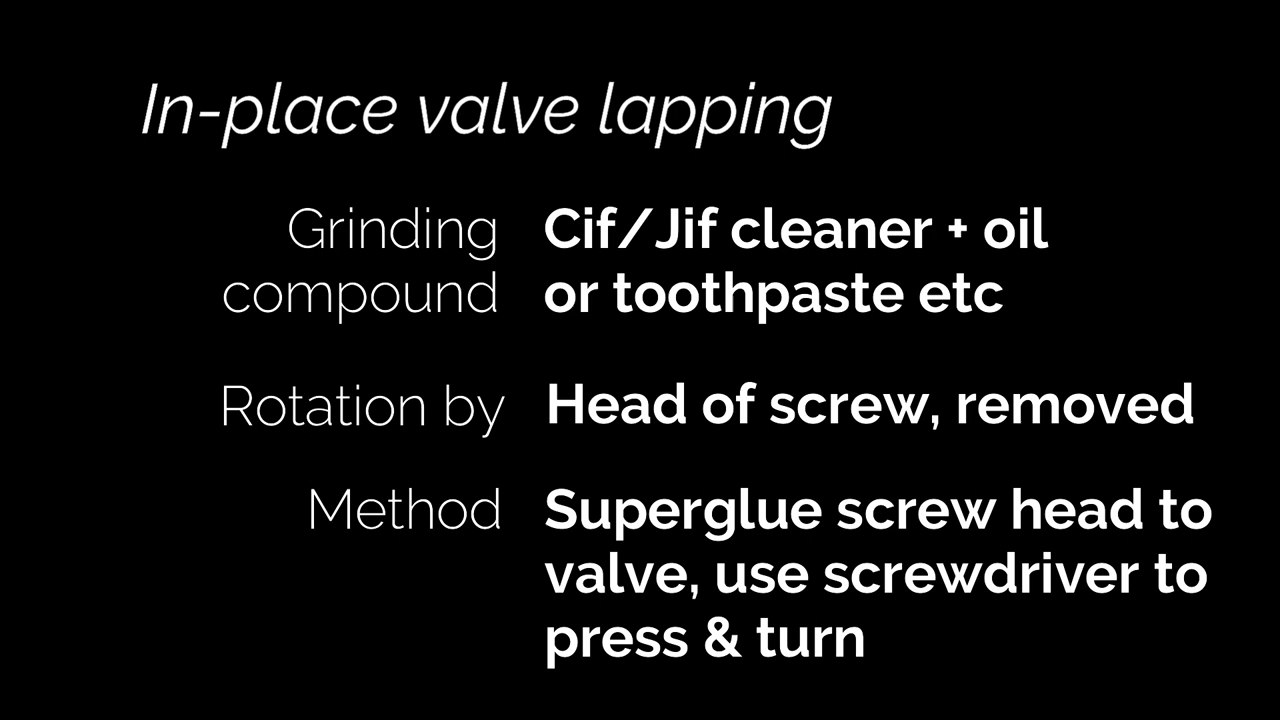 In-place valve lapping
Grinding compound
Cif/Jif cleaner + oil
or toothpaste etc
Rotation by
Head of screw, removed
Method
Superglue screw head to
valve, use screwdriver to
press & turn